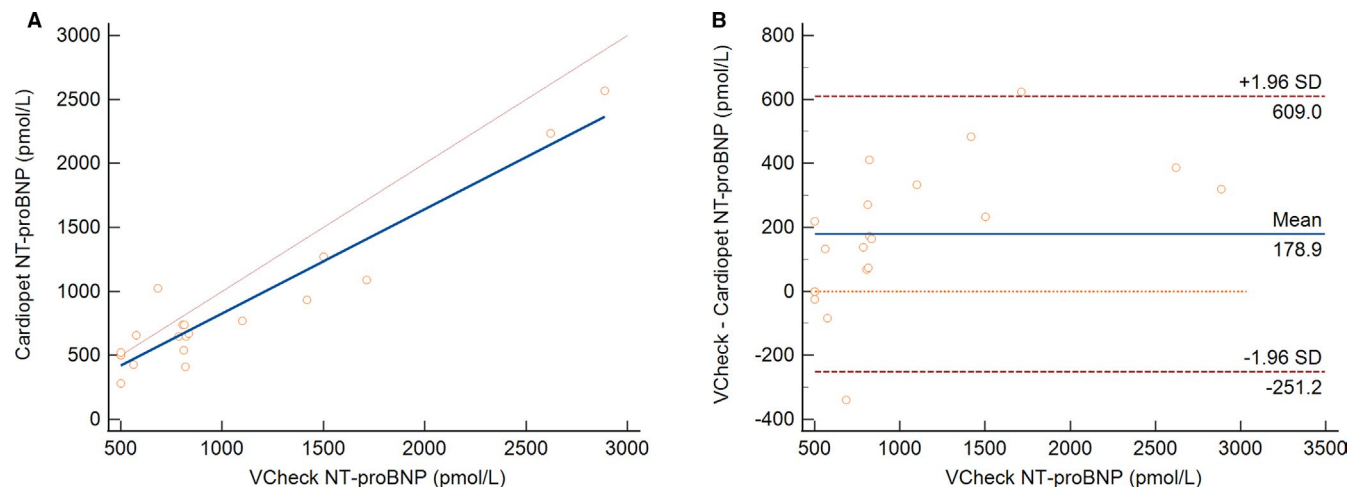 A
3000
2500
2000
1500
1000
500
0
Cardiopet NT-proBNP (pmol/L)
500 1000 1500 2000 2500 3000
VCheck NT-proBNP (pmol/L)
B
800
600
400
200
0
-200
-400
VCheck - Cardiopet NT-proBNP (pmol/L)
+1.96 SD
609.0
Mean
178.9
-1.96 SD
-251.2
500 1000 1500 2000 2500 3000 3500
VCheck NT-proBNP (pmol/L)